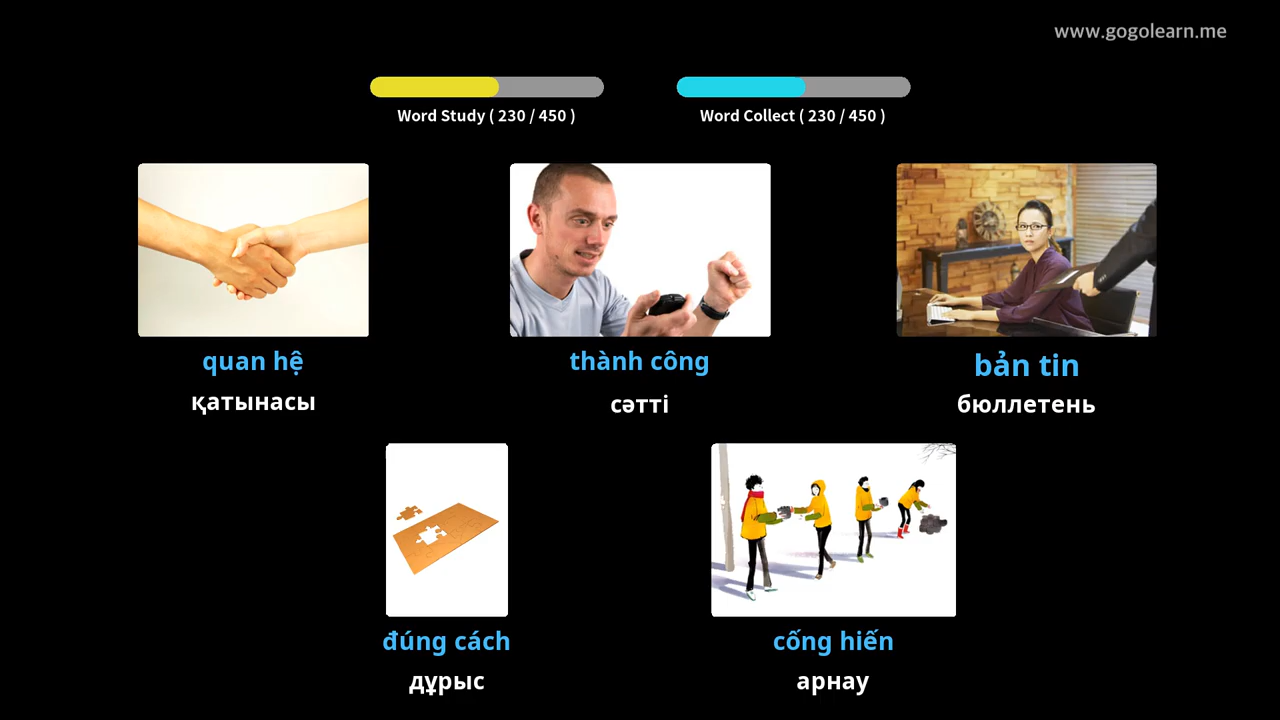 www.gogolearn.me
Word Study ( 230 / 450 )
Word Collect ( 230 / 450 )
quan hệ
қатынасы
thành công
сәтті
bản tin
бюллетень
đúng cách
дұрыс
cống hiến
арнау